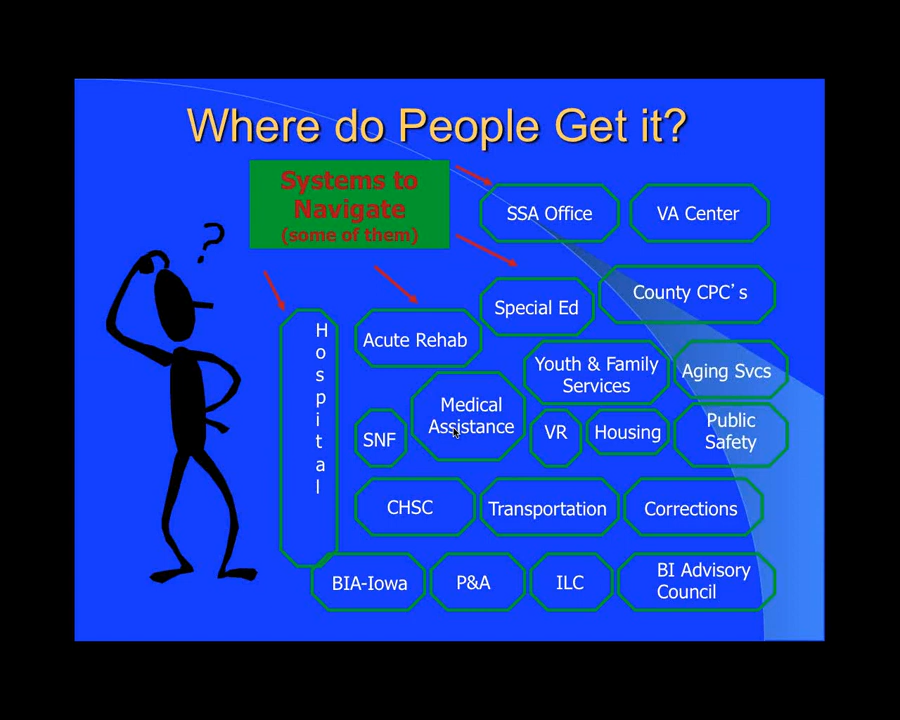 Where do People Get it?
Systems to
Navigate
(some of them)
?
SSA Office
VA Center
Special Ed
County CPC's
Hospital
Acute Rehab
Youth & Family
Services
Aging Svcs
Medical
Assistance
SNF
VR
Housing
Public
Safety
CHSC
Transportation
Corrections
BIA-Iowa
P&A
ILC
BI Advisory
Council